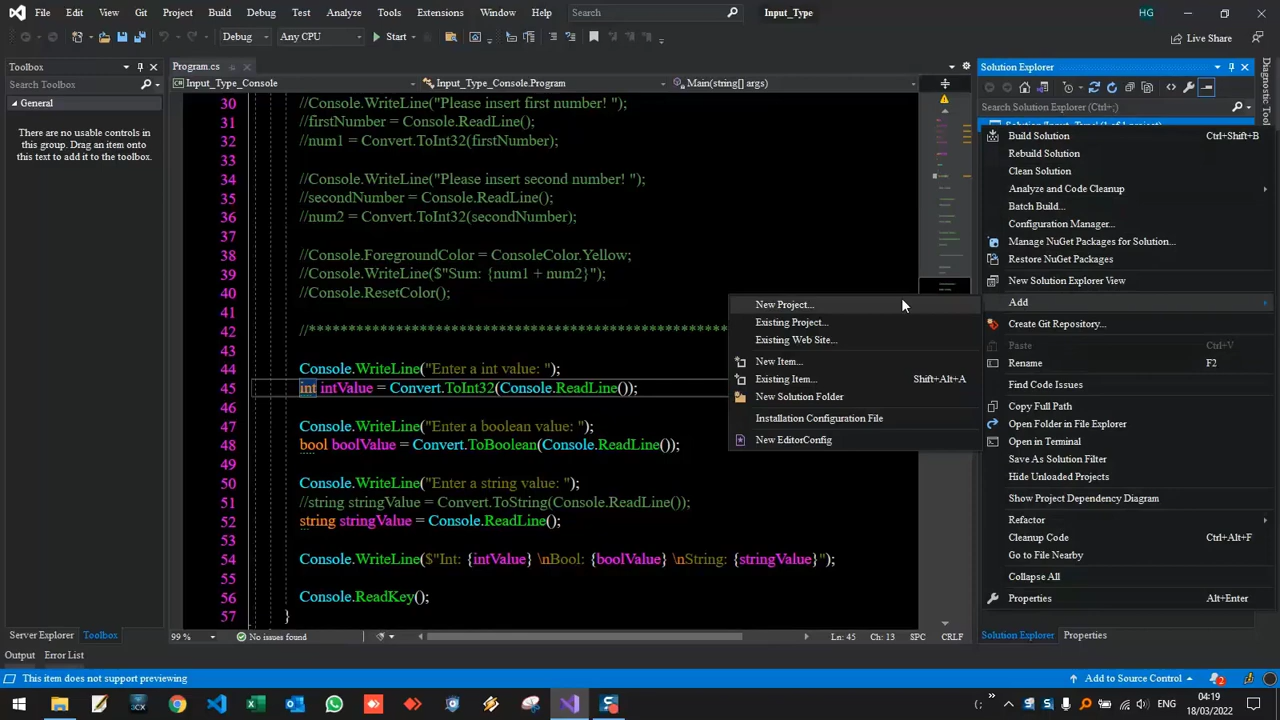 File Edit View Git Project Build Debug Test Analyze Tools Extensions Window Help Search Input_Type HG
Debug Any CPU Start Live Share
Toolbox
Search Toolbox
General
There are no usable controls in
this group. Drag an item onto
this text to add it to the toolbox.
Program.cs
Input_Type_Console Input_Type_Console.Program Main(string[] args)
30 //Console.WriteLine("Please insert first number! ");
31 //firstNumber = Console.ReadLine();
32 //num1 = Convert.ToInt32(firstNumber);
33
34 //Console.WriteLine("Please insert second number! ");
35 //secondNumber = Console.ReadLine();
36 //num2 = Convert.ToInt32(secondNumber);
37
38 //Console.ForegroundColor = ConsoleColor.Yellow;
39 //Console.WriteLine($"Sum: {num1 + num2}");
40 //Console.ResetColor();
41
42 //******************************************************
43
44 Console.WriteLine("Enter a int value: ");
45 int intValue = Convert.ToInt32(Console.ReadLine());
46
47 Console.WriteLine("Enter a boolean value: ");
48 bool boolValue = Convert.ToBoolean(Console.ReadLine());
49
50 Console.WriteLine("Enter a string value: ");
51 //string stringValue = Convert.ToString(Console.ReadLine());
52 string stringValue = Console.ReadLine();
53
54 Console.WriteLine($"Int: {intValue} \nBool: {boolValue} \nString: {stringValue}");
55
56 Console.ReadKey();
57 }
New Project...
Existing Project...
Existing Web Site...
New Item...
Existing Item... Shift+Alt+A
New Solution Folder
Installation Configuration File
New EditorConfig
Solution Explorer
Search Solution Explorer (Ctrl+;)
Solution 'Input_Type' (1 of 1 project)
Build Solution Ctrl+Shift+B
Rebuild Solution
Clean Solution
Analyze and Code Cleanup
Batch Build...
Configuration Manager...
Manage NuGet Packages for Solution...
Restore NuGet Packages
New Solution Explorer View
Add
Create Git Repository...
Paste Ctrl+V
Rename F2
Find Code Issues
Copy Full Path
Open Folder in File Explorer
Open in Terminal
Save As Solution Filter
Hide Unloaded Projects
Show Project Dependency Diagram
Refactor
Cleanup Code Ctrl+Alt+F
Go to File Nearby
Collapse All
Properties Alt+Enter
Diagnostic Tool
Server Explorer Toolbox
99 % No issues found Ln: 45 Ch: 13 SPC CRLF
Solution Explorer Properties
Output Error List
This item does not support previewing Add to Source Control 2
ENG 04:19
18/03/2022